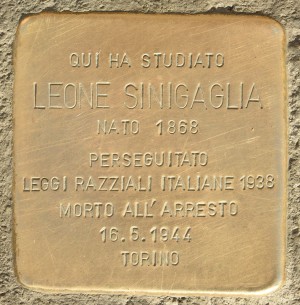 QUI HA STUDIATO
LEONE SINIGAGLIA
NATO 1868
PERSEGUITATO
LEGGI RAZZIALI ITALIANE 1938
MORTO ALL'ARRESTO
16.5.1944
TORINO